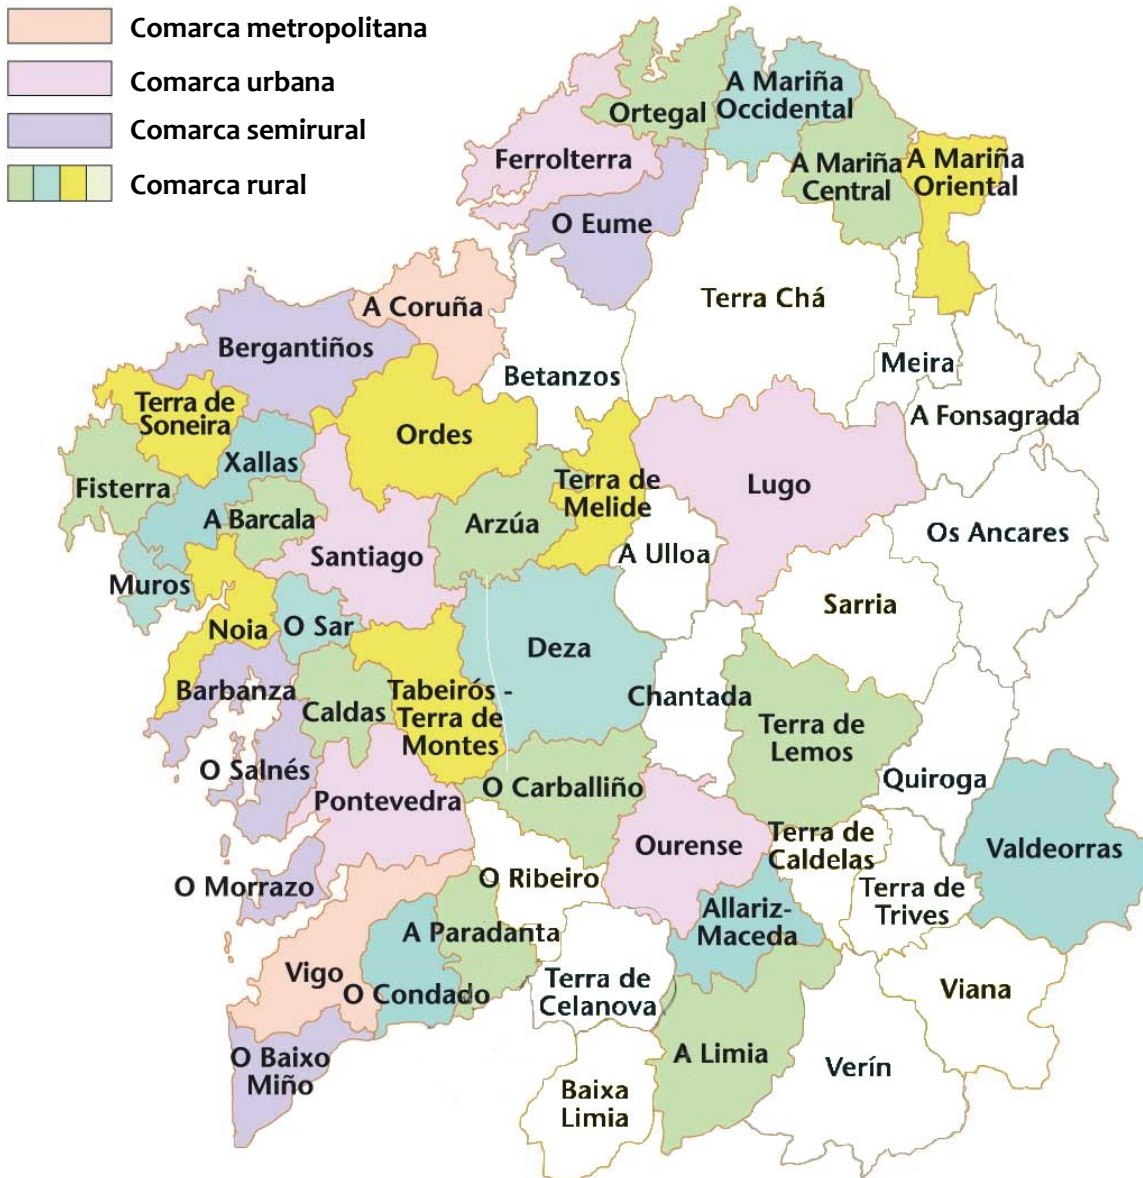 Comarca metropolitana
Comarca urbana
Comarca semirural
Comarca rural
Ortegal
A Mariña
Occidental
Ferrolterra
A Mariña
Central
A Mariña
Oriental
O Eume
Terra Chá
A Coruña
Bergantiños
Betanzos
Meira
A Fonsagrada
Terra de
Soneira
Ordes
Xallas
Fisterra
Terra de
Melide
Lugo
A Barcala
Arzúa
Os Ancares
Santiago
A Ulloa
Muros
Sarria
Noia
O Sar
Deza
Barbanza
Caldas
Tabeirós -
Terra de
Montes
Chantada
Terra de
Lemos
O Salnés
Pontevedra
O Carballiño
Quiroga
Ourense
Terra de
Caldelas
Valdeorras
O Morrazo
O Ribeiro
Terra de
Trives
Allariz-
Maceda
A Paradanta
Vigo
O Condado
Terra de
Celanova
Viana
O Baixo
Miño
A Limia
Verín
Baixa
Limia